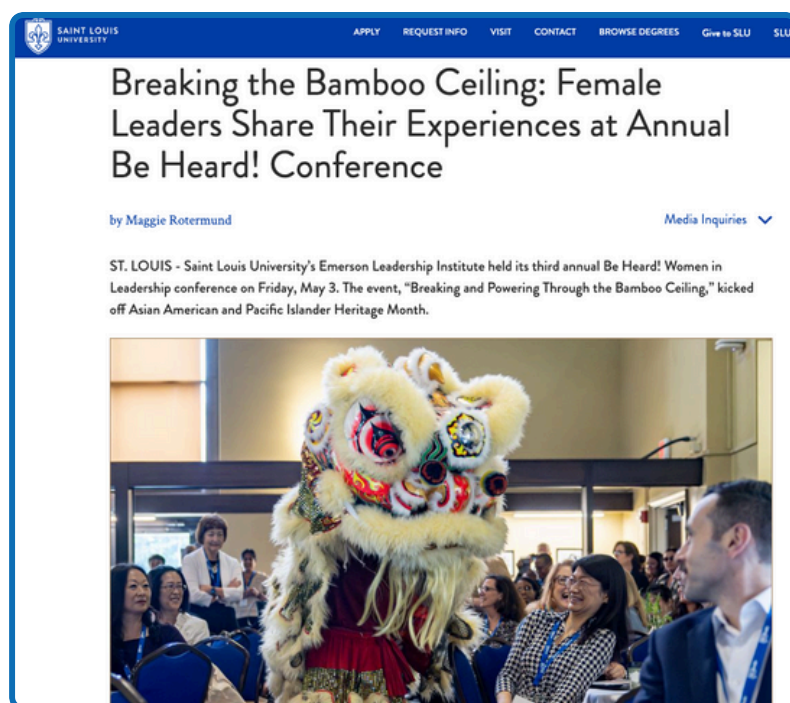 SAINT LOUIS
UNIVERSITY
APPLY REQUEST INFO VISIT CONTACT BROWSE DEGREES Give to SLU SLU
Breaking the Bamboo Ceiling: Female
Leaders Share Their Experiences at Annual
Be Heard! Conference
by Maggie Rotermund
Media Inquiries
ST. LOUIS - Saint Louis University's Emerson Leadership Institute held its third annual Be Heard! Women in
Leadership conference on Friday, May 3. The event, “Breaking and Powering Through the Bamboo Ceiling,” kicked
off Asian American and Pacific Islander Heritage Month.